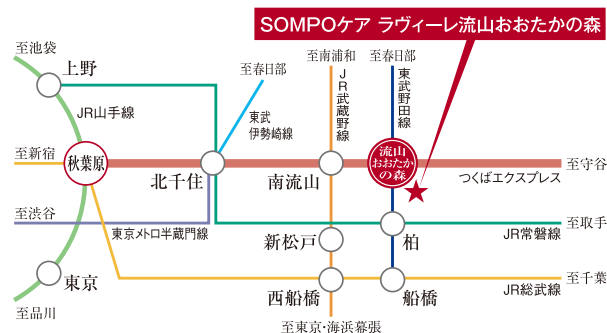 SOMPOケア ラヴィーレ流山おおたかの森
至池袋
上野
至春日部
至南浦和
至春日部
JR山手線
東武
伊勢崎線
JR武蔵野線
東武野田線
至新宿
秋葉原
北千住
南流山
流山
おおたか
の森
至守谷
つくばエクスプレス
至渋谷
東京メトロ半蔵門線
新松戸
柏
至取手
JR常磐線
東京
西船橋
船橋
至千葉
JR総武線
至品川
至東京・海浜幕張